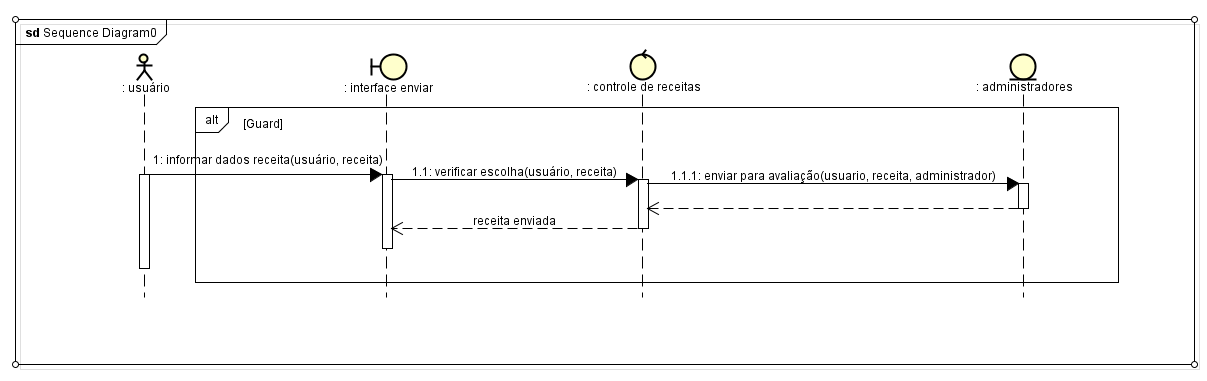 sd Sequence Diagram0
: usuário
: interface enviar
: controle de receitas
: administradores
alt
[Guard]
1: informar dados receita(usuário, receita)
1.1: verificar escolha(usuário, receita)
1.1.1: enviar para avaliação(usuario, receita, administrador)
receita enviada